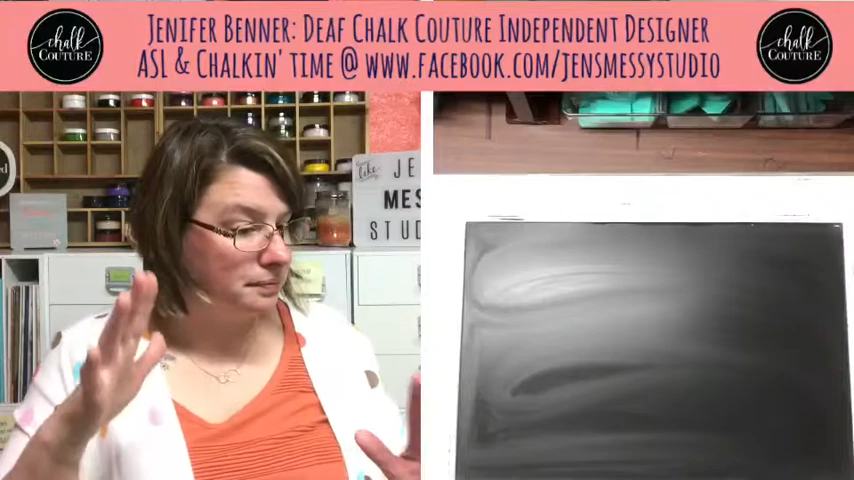 chalk
COUTURE
Jenifer Benner: Deaf Chalk Couture Independent Designer
ASL & Chalkin' Time @ www.facebook.com/jensmessystudio
chalk
COUTURE
JE
MES
STUD